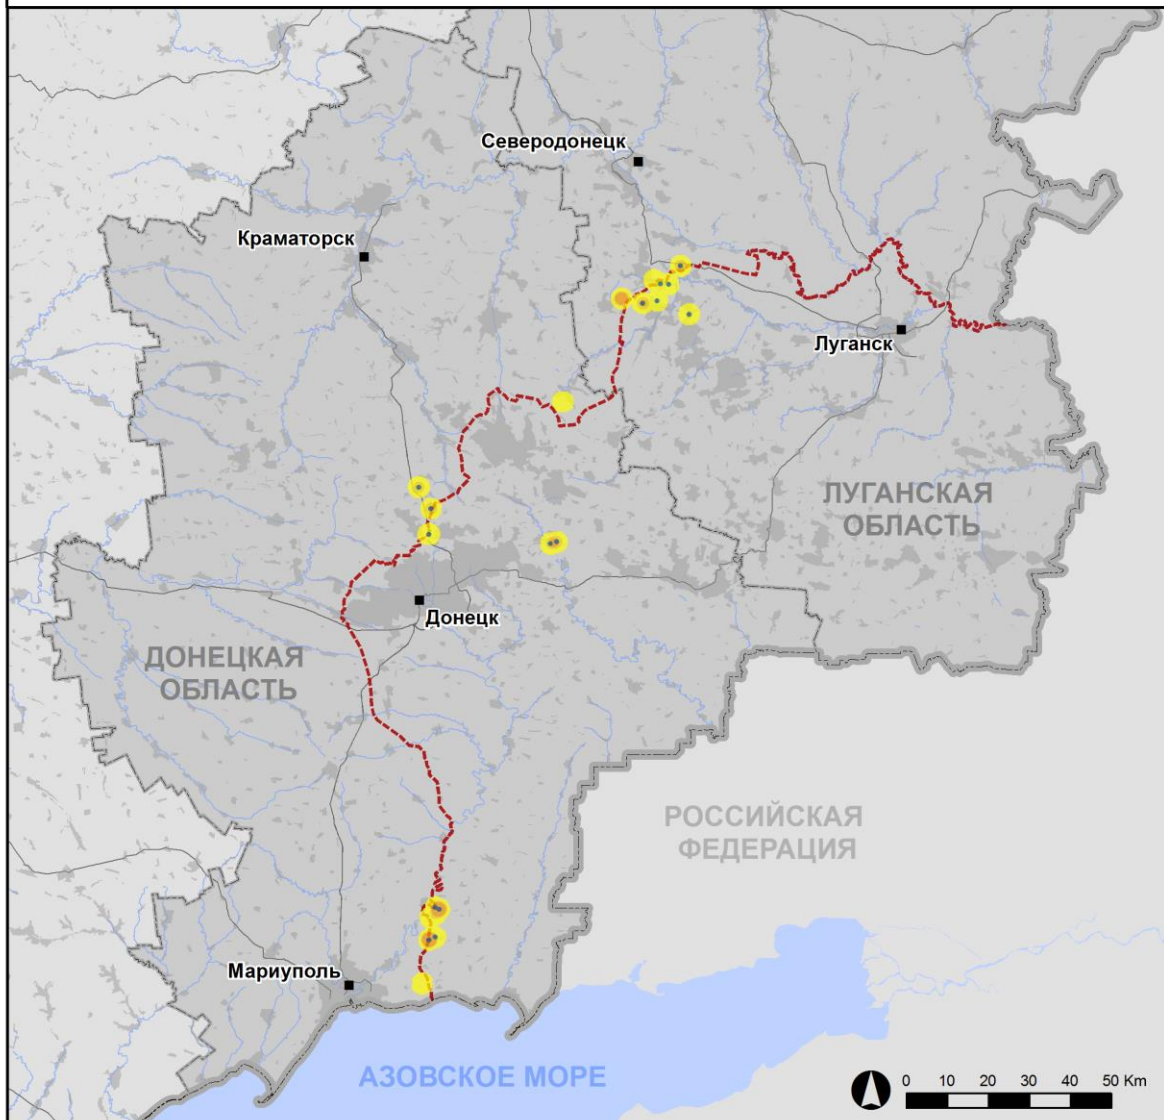 Северодонецк
Краматорск
Луганск
ЛУГАНСКАЯ
ОБЛАСТЬ
Донецк
ДОНЕЦКАЯ
ОБЛАСТЬ
РОССИЙСКАЯ
ФЕДЕРАЦИЯ
Мариуполь
АЗОВСКОЕ МОРЕ
0 10 20 30 40 50 Km